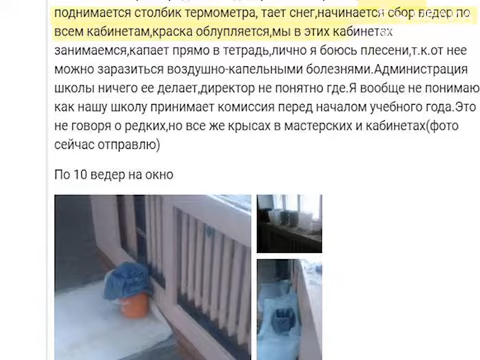 поднимается столбик термометра, тает снег,начинается сбор ведер по
всем кабинетам,краска облупляется,мы в этих кабинетах
занимаемся,капает прямо в тетрадь,лично я боюсь плесени,т.к.от нее
можно заразиться воздушно-капельными болезнями.Администрация
школы ничего ее делает,директор не понятно где.Я вообще не понимаю
как нашу школу принимает комиссия перед началом учебного года.Это
не говоря о редких,но все же крысах в мастерских и кабинетах(фото
сейчас отправлю)
По 10 ведер на окно